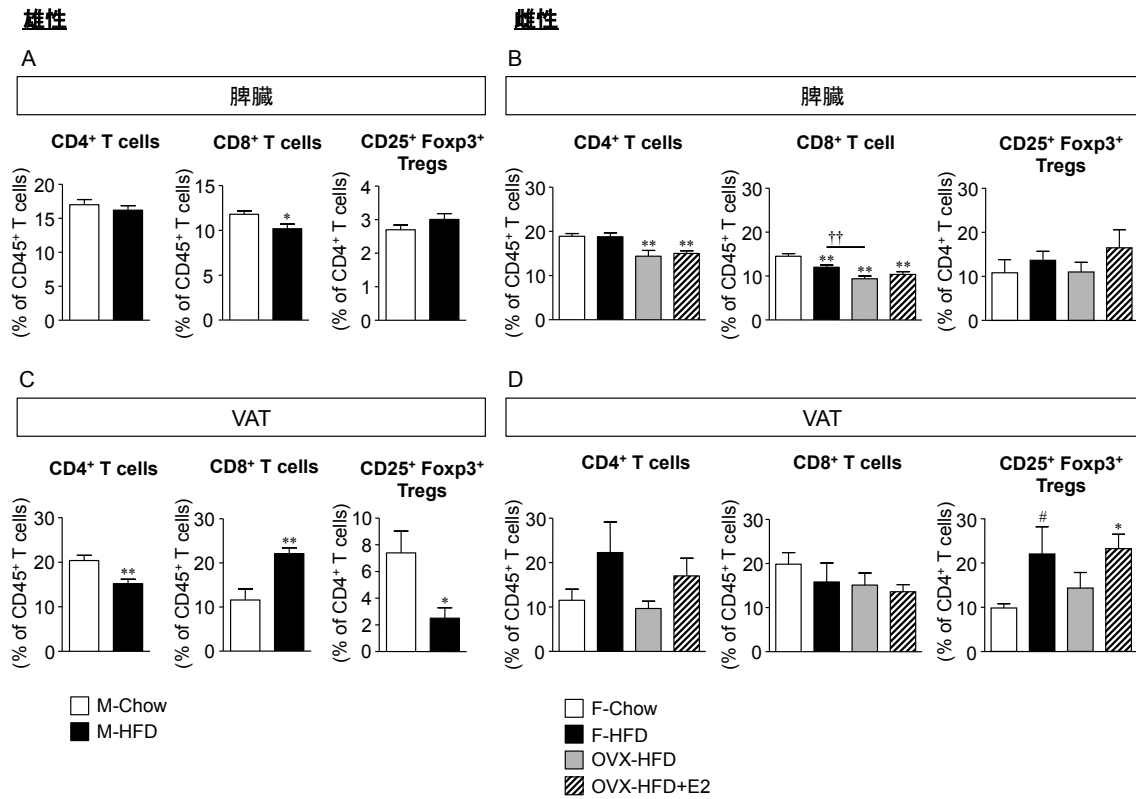 雄性
雌性
A
脾臓
CD4⁺ T cells
CD8⁺ T cells
CD25⁺ Foxp3⁺
Tregs
(% of CD45⁺ T cells)
20
15
10
5
0
(% of CD45⁺ T cells)
15
10
5
0
*
(% of CD4⁺ T cells)
4
3
2
1
0
B
脾臓
CD4⁺ T cells
CD8⁺ T cell
CD25⁺ Foxp3⁺
Tregs
(% of CD45⁺ T cells)
30
20
10
0
** **
(% of CD45⁺ T cells)
30
20
10
0
††
** ** **
(% of CD4⁺ T cells)
30
20
10
0
C
VAT
CD4⁺ T cells
CD8⁺ T cells
CD25⁺ Foxp3⁺
Tregs
(% of CD45⁺ T cells)
30
20
10
0
**
(% of CD45⁺ T cells)
30
20
10
0
**
(% of CD4⁺ T cells)
8
6
4
2
0
*
M-Chow
M-HFD
D
VAT
CD4⁺ T cells
CD8⁺ T cells
CD25⁺ Foxp3⁺
Tregs
(% of CD45⁺ T cells)
30
20
10
0
(% of CD45⁺ T cells)
30
20
10
0
(% of CD4⁺ T cells)
30
20
10
0
# *
F-Chow
F-HFD
OVX-HFD
OVX-HFD+E2